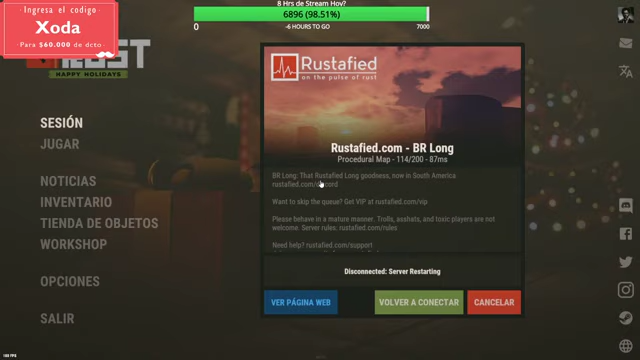 Ingresa el codigo
Xoda
Para $60.000 de dcto
8 Hrs de Stream Hoy?
6896 (98.51%)
0
-6 HOURS TO GO
7000
RUST
HAPPY HOLIDAYS
SESIÓN
JUGAR
NOTICIAS
INVENTARIO
TIENDA DE OBJETOS
WORKSHOP
OPCIONES
SALIR
Rustafied
on the pulse of rust
Rustafied.com - BR Long
Procedural Map - 114/200 - 87ms
BR Long. That Rustafied Long goodness, now in South America
rustafied.com/discord
Want to skip the queue? Get VIP at rustafied.com/vip
Please behave in a mature manner. Trolls, asshats, and toxic players are not
welcome. Server rules: rustafied.com/rules
Need help? rustafied.com/support
Disconnected: Server Restarting
VER PÁGINA WEB
VOLVER A CONECTAR
CANCELAR